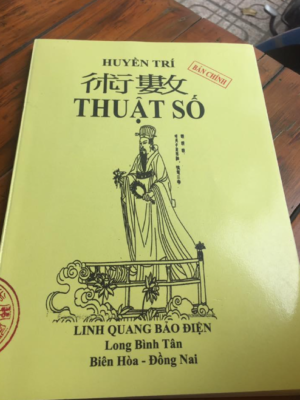 HUYỀN TRÍ
BẢN CHÍNH
術數
THUẬT SỐ
LINH QUANG BẢO ĐIỆN
Long Bình Tân
Biên Hòa - Đồng Nai